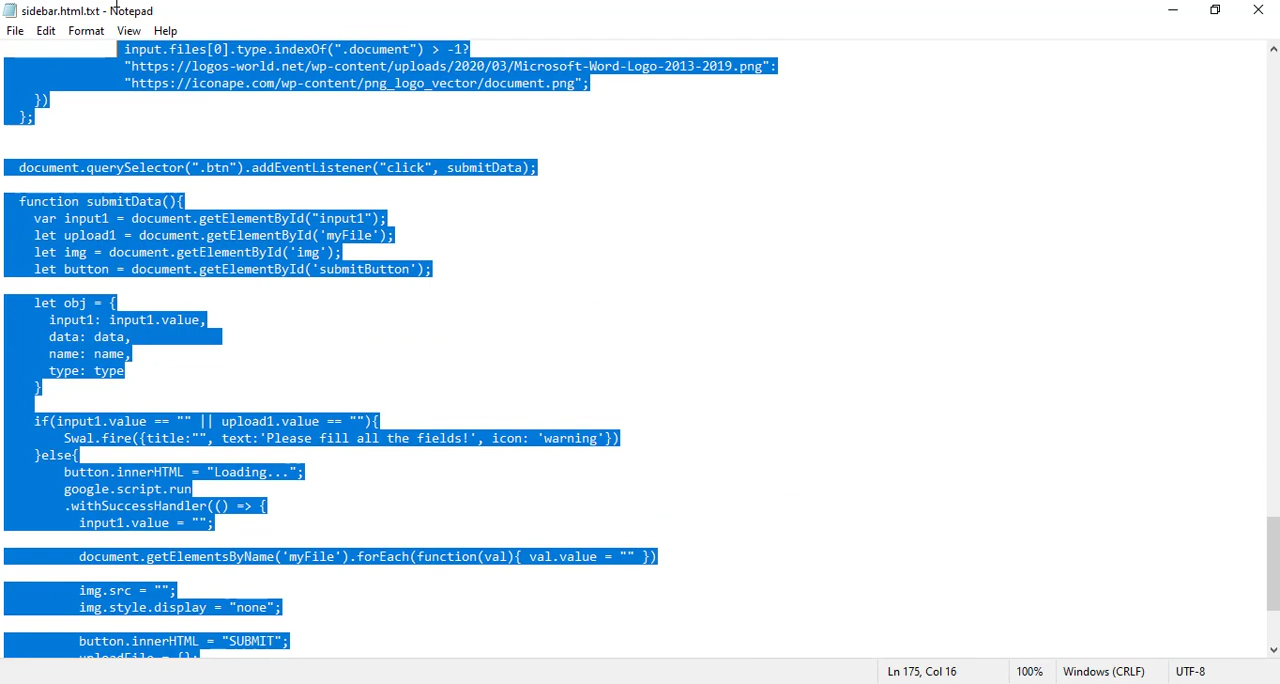 sidebar.html.txt - Notepad
File Edit Format View Help
input.files[0].type.indexOf(".document") > -1?
"https://logos-world.net/wp-content/uploads/2020/03/Microsoft-Word-Logo-2013-2019.png":
"https://iconape.com/wp-content/png_logo_vector/document.png";
})
};
document.querySelector(".btn").addEventListener("click", submitData);
function submitData(){
var input1 = document.getElementById("input1");
let upload1 = document.getElementById('myFile');
let img = document.getElementById('img');
let button = document.getElementById('submitButton');
let obj = {
input1: input1.value,
data: data,
name: name,
type: type
}
if(input1.value == "" || upload1.value == ""){
Swal.fire({title:"", text:'Please fill all the fields!', icon: 'warning'})
}else{
button.innerHTML = "Loading...";
google.script.run
.withSuccessHandler(() => {
input1.value = "";
document.getElementsByName('myFile').forEach(function(val){ val.value = "" })
img.src = "";
img.style.display = "none";
button.innerHTML = "SUBMIT";
uploadFile = {};
Ln 175, Col 16 100% Windows (CRLF) UTF-8